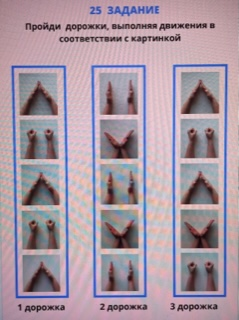 25 ЗАДАНИЕ
Пройди дорожки, выполняя движения в
соответствии с картинкой
1 дорожка
2 дорожка
3 дорожка